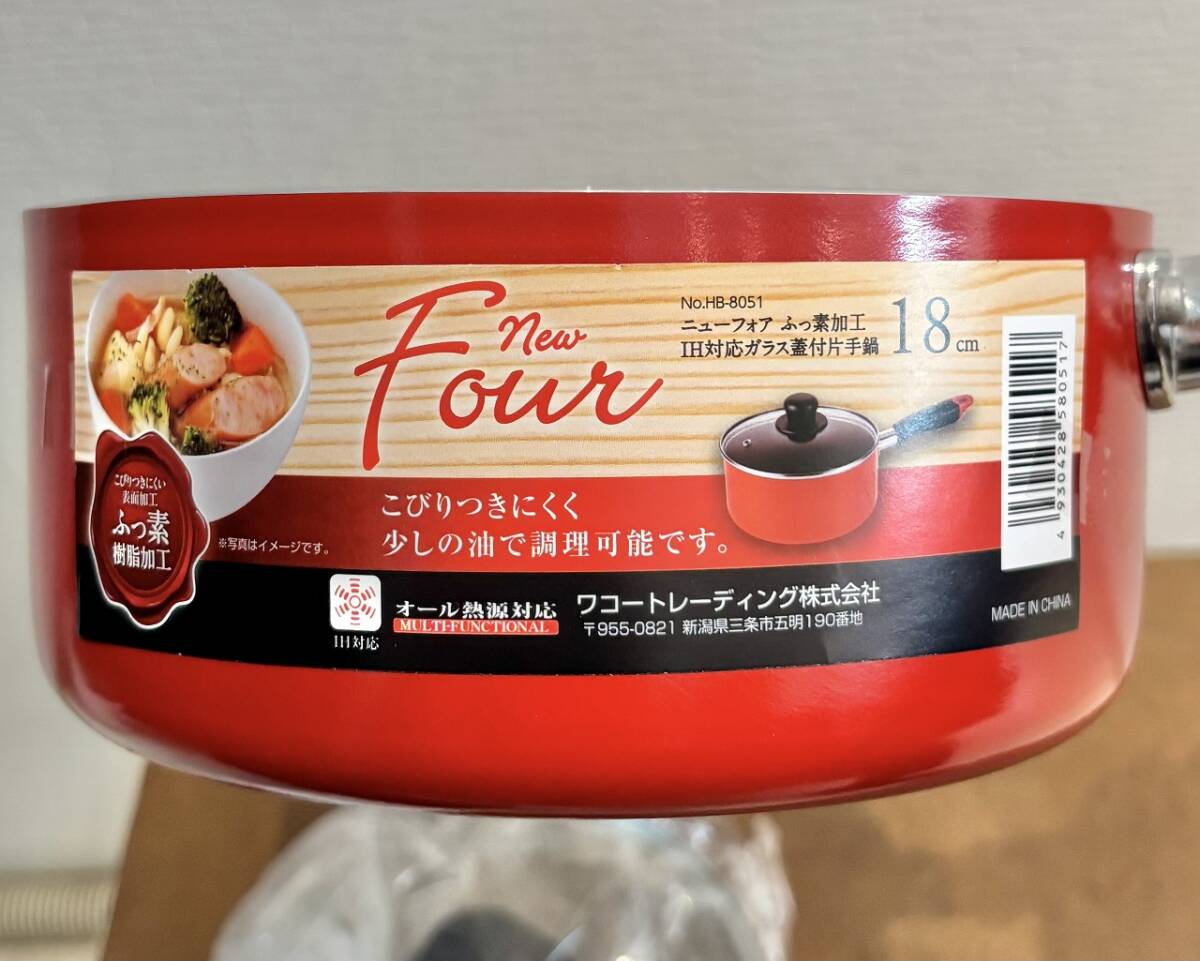 New
Four
No.HB-8051
ニューフォア ふっ素加工
IH対応ガラス蓋付片手鍋
18cm
こびりつきにくい
表面加工
ふっ素
樹脂加工
※写真はイメージです。
こびりつきにくく
少しの油で調理可能です。
IH対応
オール熱源対応
MULTI-FUNCTIONAL
ワコートレーディング株式会社
〒955-0821 新潟県三条市五明190番地
4 930428 580517
MADE IN CHINA